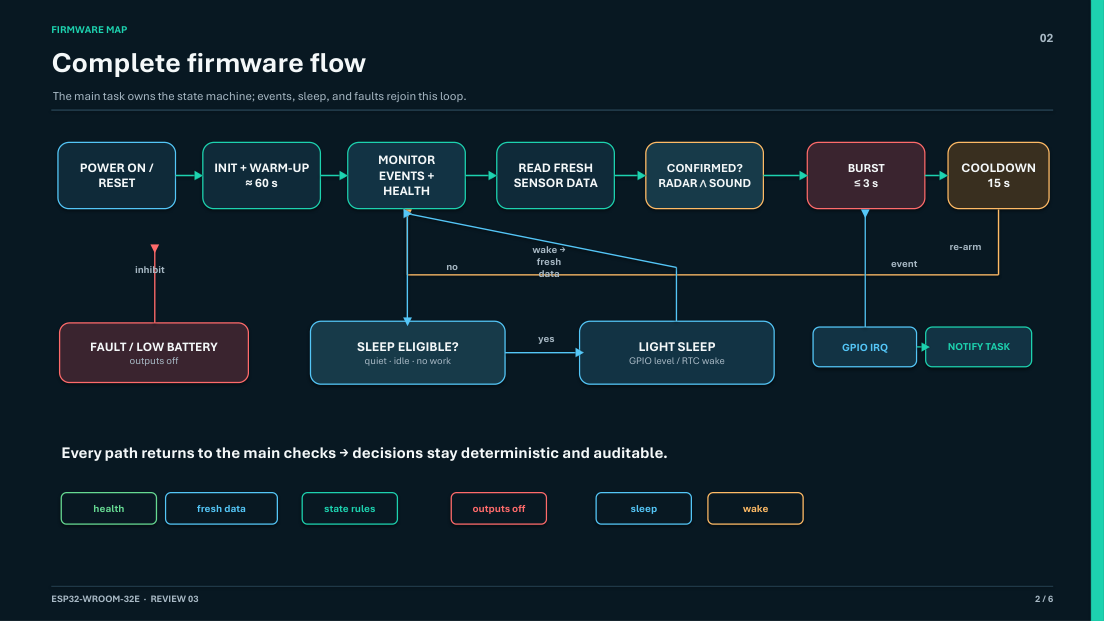 FIRMWARE MAP
02
Complete firmware flow
The main task owns the state machine; events, sleep, and faults rejoin this loop.
POWER ON /
RESET
INIT + WARM-UP
≈ 60 s
MONITOR
EVENTS +
HEALTH
READ FRESH
SENSOR DATA
CONFIRMED?
RADAR ∧ SOUND
BURST
≤ 3 s
COOLDOWN
15 s
inhibit
no
wake →
fresh
data
event
re-arm
FAULT / LOW BATTERY
outputs off
SLEEP ELIGIBLE?
quiet · idle · no work
yes
LIGHT SLEEP
GPIO level / RTC wake
GPIO IRQ
NOTIFY TASK
Every path returns to the main checks → decisions stay deterministic and auditable.
health
fresh data
state rules
outputs off
sleep
wake
ESP32-WROOM-32E · REVIEW 03
2 / 6